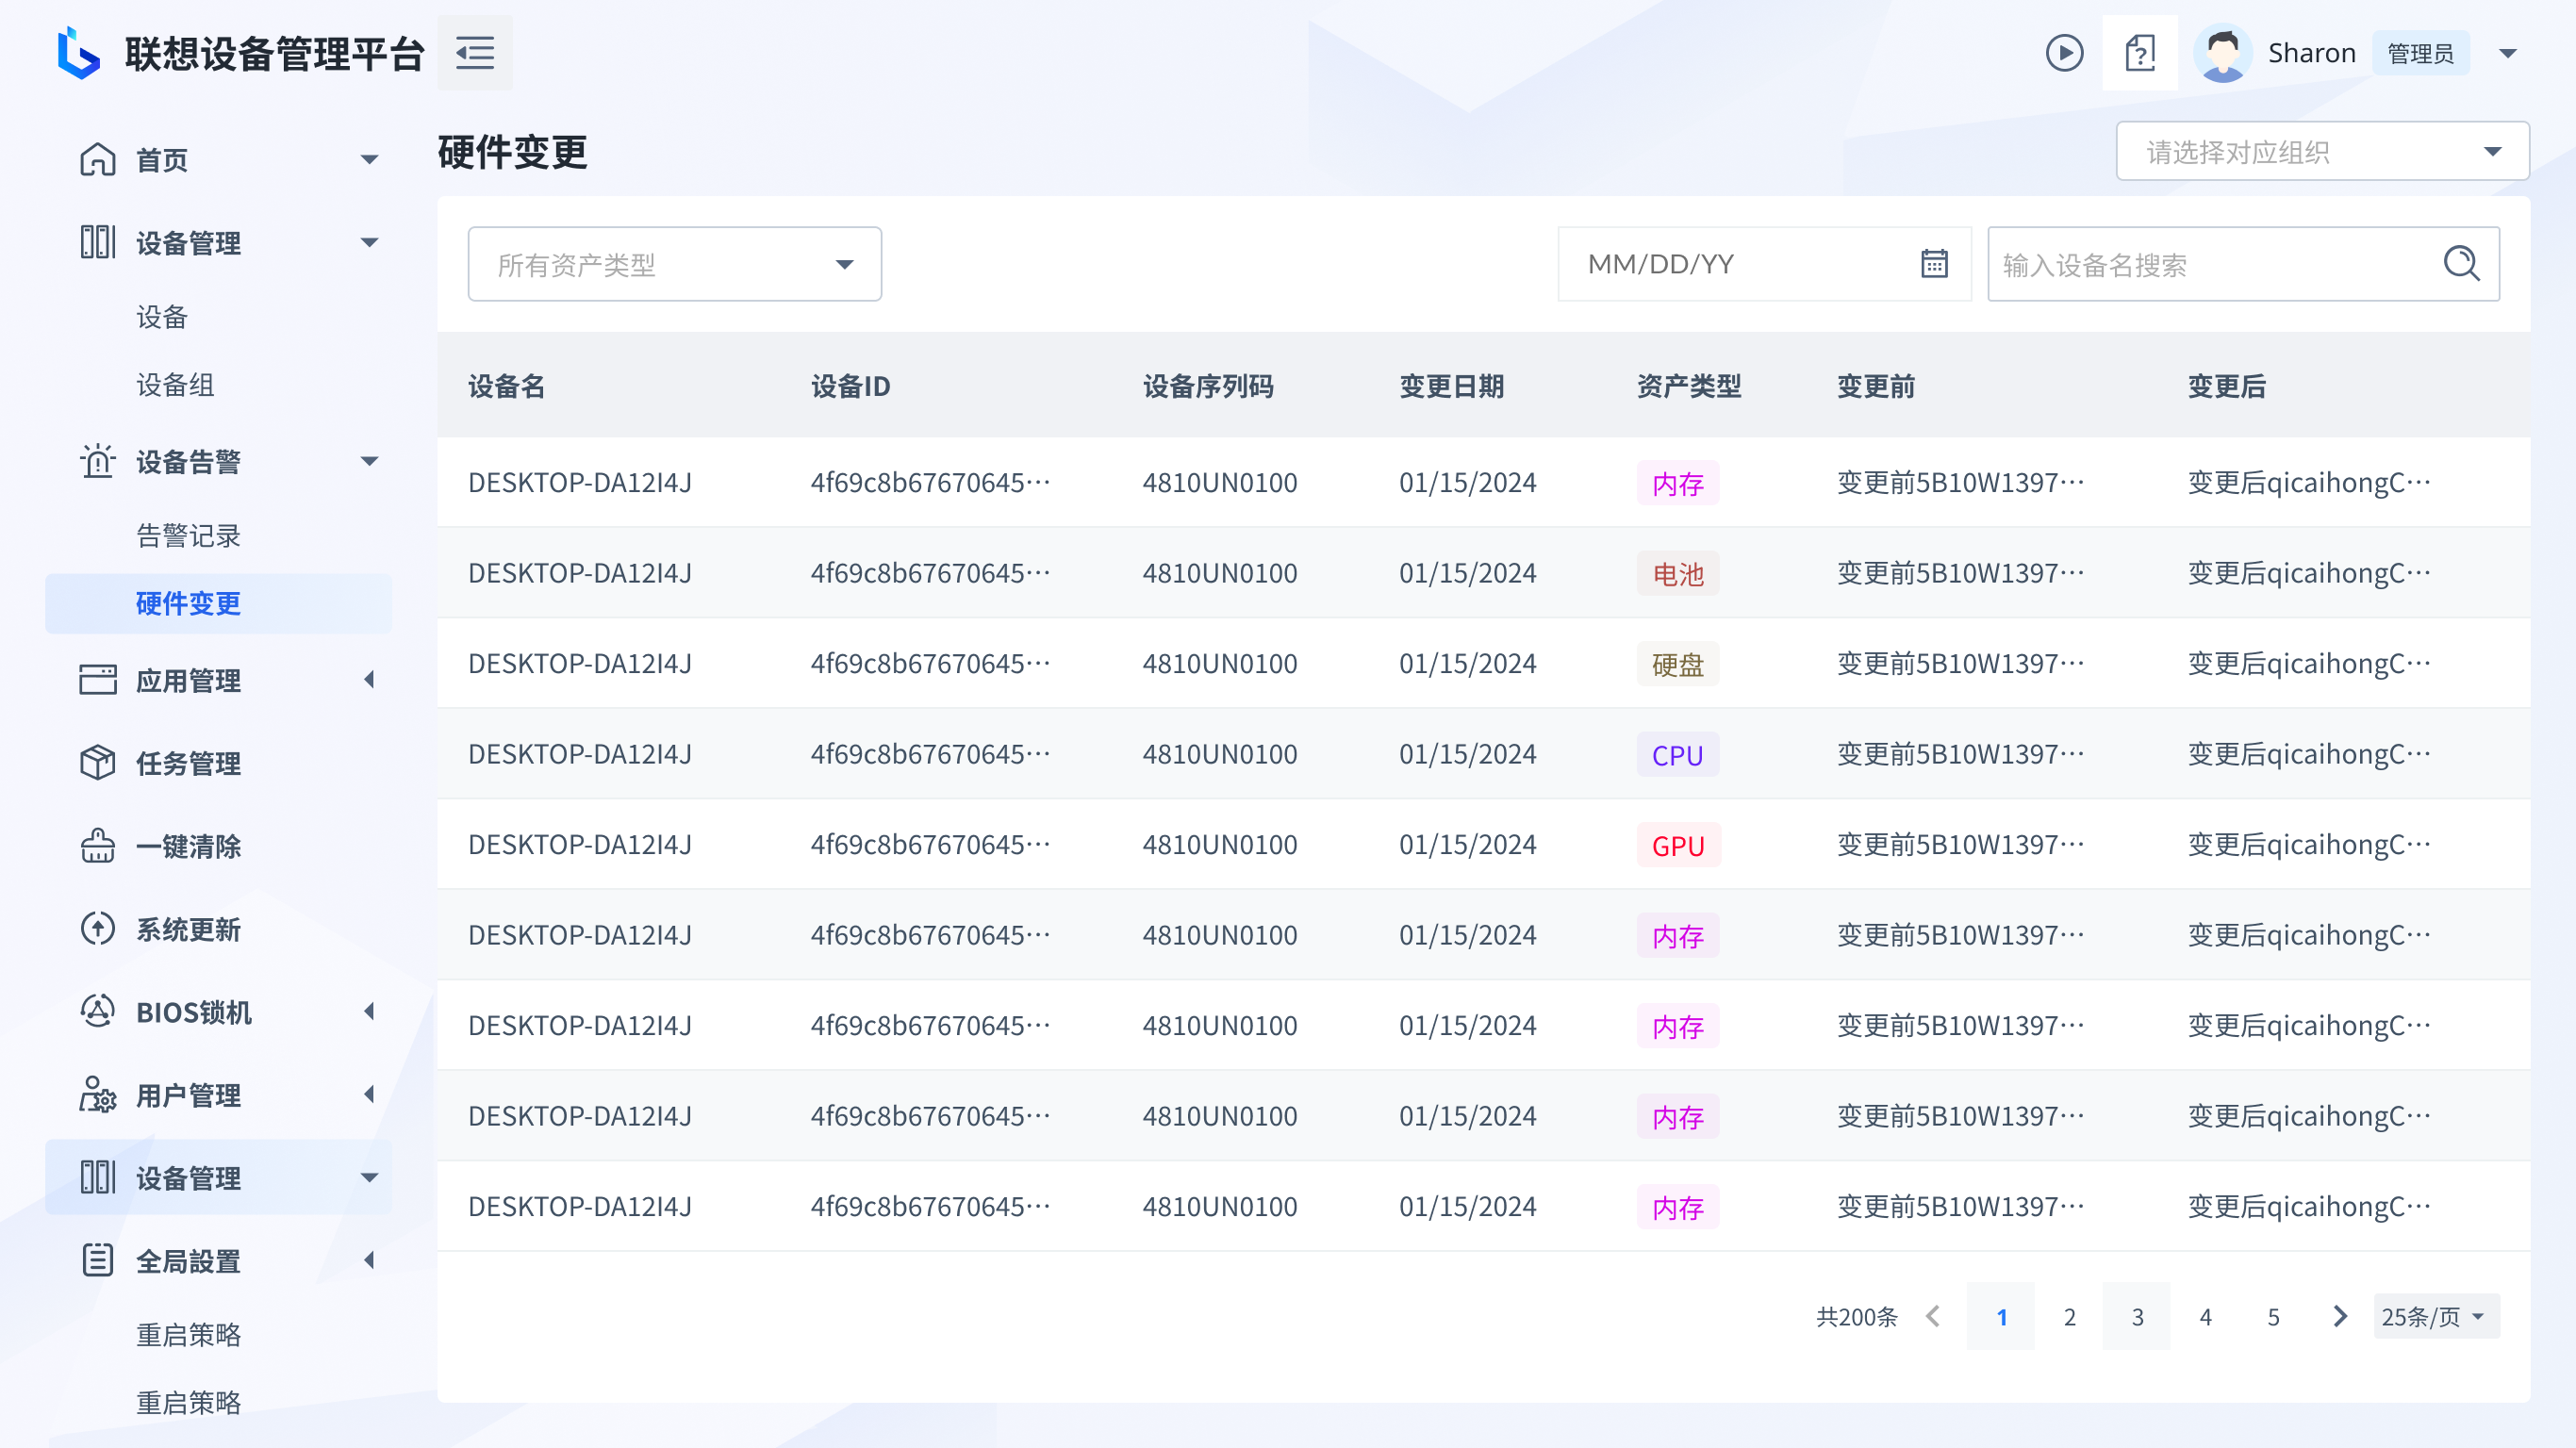 联想设备管理平台
Sharon 管理员
首页
设备管理
设备
设备组
设备告警
告警记录
硬件变更
应用管理
任务管理
一键清除
系统更新
BIOS锁机
用户管理
设备管理
全局設置
重启策略
重启策略
硬件变更
请选择对应组织
所有资产类型
MM/DD/YY
输入设备名搜索
设备名 设备ID 设备序列码 变更日期 资产类型 变更前 变更后
DESKTOP-DA12I4J 4f69c8b67670645… 4810UN0100 01/15/2024 内存 变更前5B10W1397… 变更后qicaihongC…
DESKTOP-DA12I4J 4f69c8b67670645… 4810UN0100 01/15/2024 电池 变更前5B10W1397… 变更后qicaihongC…
DESKTOP-DA12I4J 4f69c8b67670645… 4810UN0100 01/15/2024 硬盘 变更前5B10W1397… 变更后qicaihongC…
DESKTOP-DA12I4J 4f69c8b67670645… 4810UN0100 01/15/2024 CPU 变更前5B10W1397… 变更后qicaihongC…
DESKTOP-DA12I4J 4f69c8b67670645… 4810UN0100 01/15/2024 GPU 变更前5B10W1397… 变更后qicaihongC…
DESKTOP-DA12I4J 4f69c8b67670645… 4810UN0100 01/15/2024 内存 变更前5B10W1397… 变更后qicaihongC…
DESKTOP-DA12I4J 4f69c8b67670645… 4810UN0100 01/15/2024 内存 变更前5B10W1397… 变更后qicaihongC…
DESKTOP-DA12I4J 4f69c8b67670645… 4810UN0100 01/15/2024 内存 变更前5B10W1397… 变更后qicaihongC…
DESKTOP-DA12I4J 4f69c8b67670645… 4810UN0100 01/15/2024 内存 变更前5B10W1397… 变更后qicaihongC…
共200条 1 2 3 4 5 25条/页